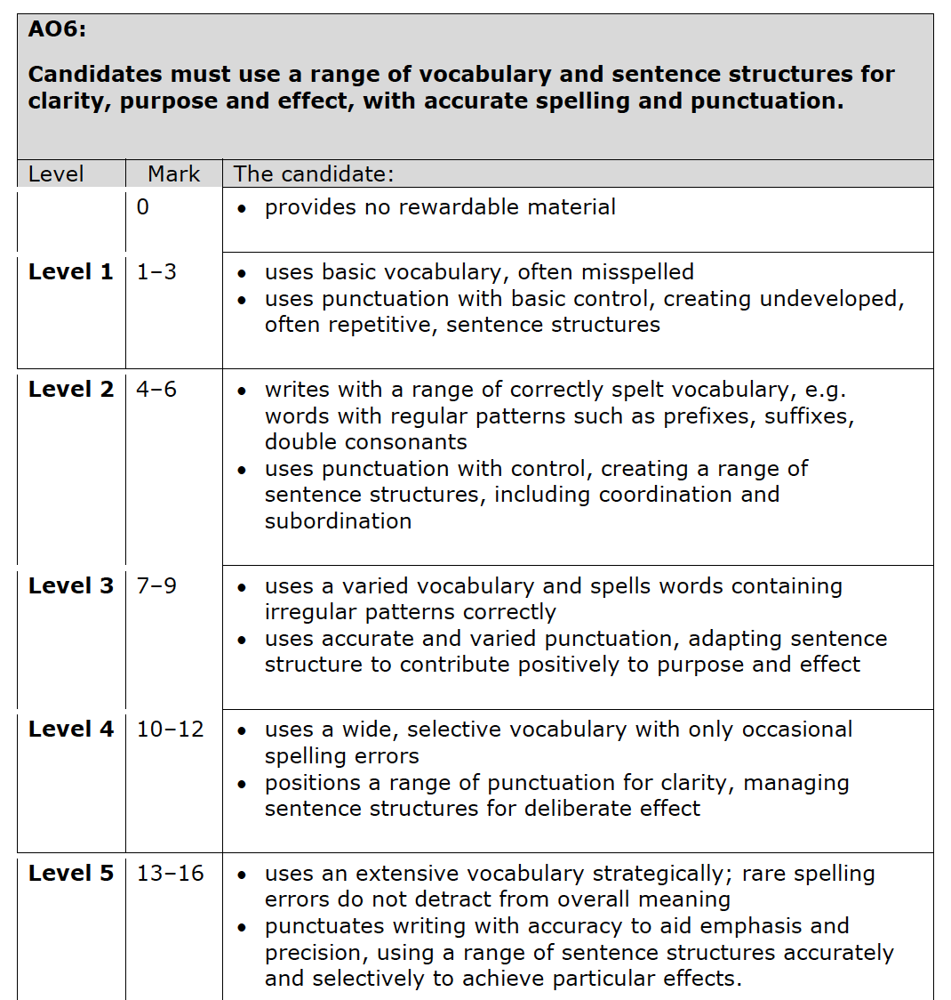 AO6:
Candidates must use a range of vocabulary and sentence structures for
clarity, purpose and effect, with accurate spelling and punctuation.
Level Mark The candidate:
0 • provides no rewardable material
Level 1 1–3 • uses basic vocabulary, often misspelled
• uses punctuation with basic control, creating undeveloped,
often repetitive, sentence structures
Level 2 4–6 • writes with a range of correctly spelt vocabulary, e.g.
words with regular patterns such as prefixes, suffixes,
double consonants
• uses punctuation with control, creating a range of
sentence structures, including coordination and
subordination
Level 3 7–9 • uses a varied vocabulary and spells words containing
irregular patterns correctly
• uses accurate and varied punctuation, adapting sentence
structure to contribute positively to purpose and effect
Level 4 10–12 • uses a wide, selective vocabulary with only occasional
spelling errors
• positions a range of punctuation for clarity, managing
sentence structures for deliberate effect
Level 5 13–16 • uses an extensive vocabulary strategically; rare spelling
errors do not detract from overall meaning
• punctuates writing with accuracy to aid emphasis and
precision, using a range of sentence structures accurately
and selectively to achieve particular effects.